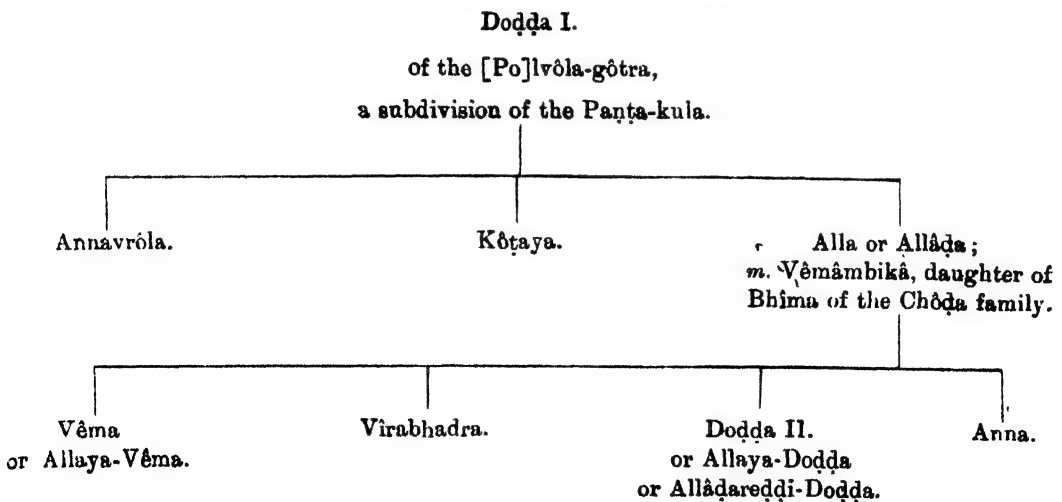 Doḍḍa I.
of the [Po]lvôla-gôtra,
a subdivision of the Paṇṭa-kula.
Annavrôla.
Kôṭaya.
Alla or Allâḍa;
m. Vêmâmbikâ, daughter of
Bhîma of the Chôḍa family.
Vêma
or Allaya-Vêma.
Vîrabhadra.
Doḍḍa II.
or Allaya-Doḍḍa
or Allâḍareḍḍi-Doḍḍa.
Anna.